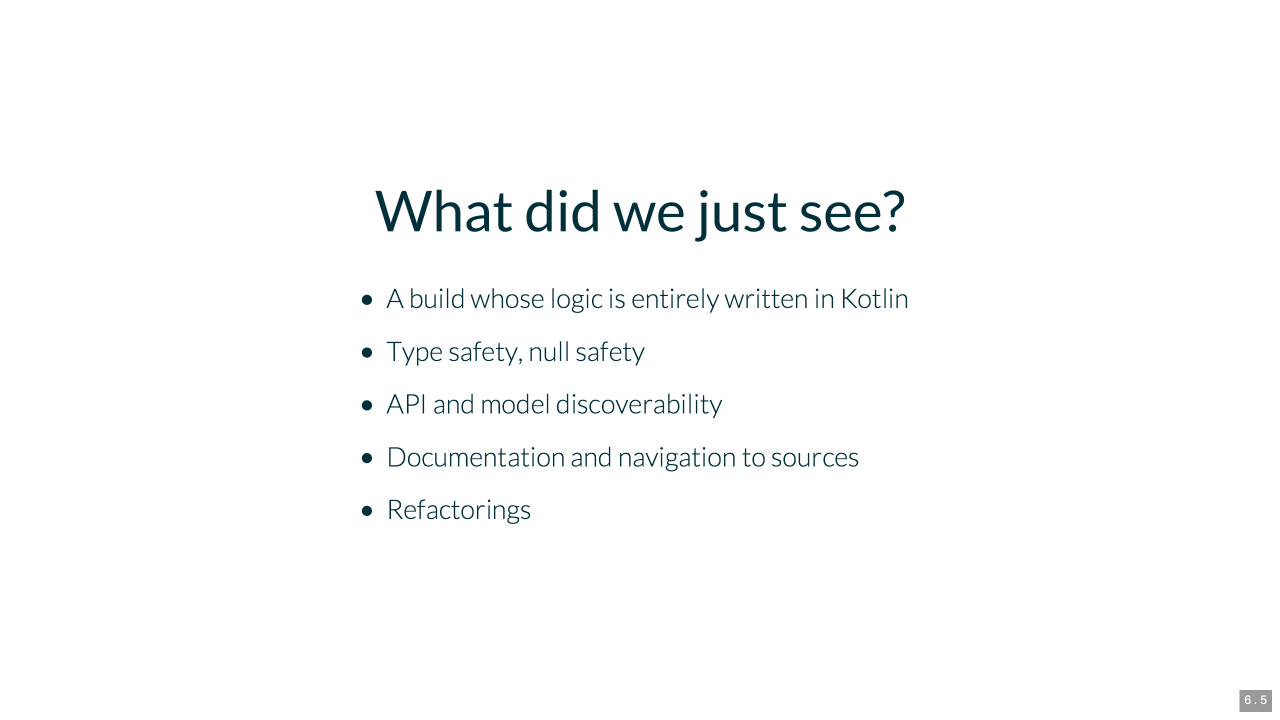 What did we just see?
• A build whose logic is entirely written in Kotlin
• Type safety, null safety
• API and model discoverability
• Documentation and navigation to sources
• Refactorings
6.5